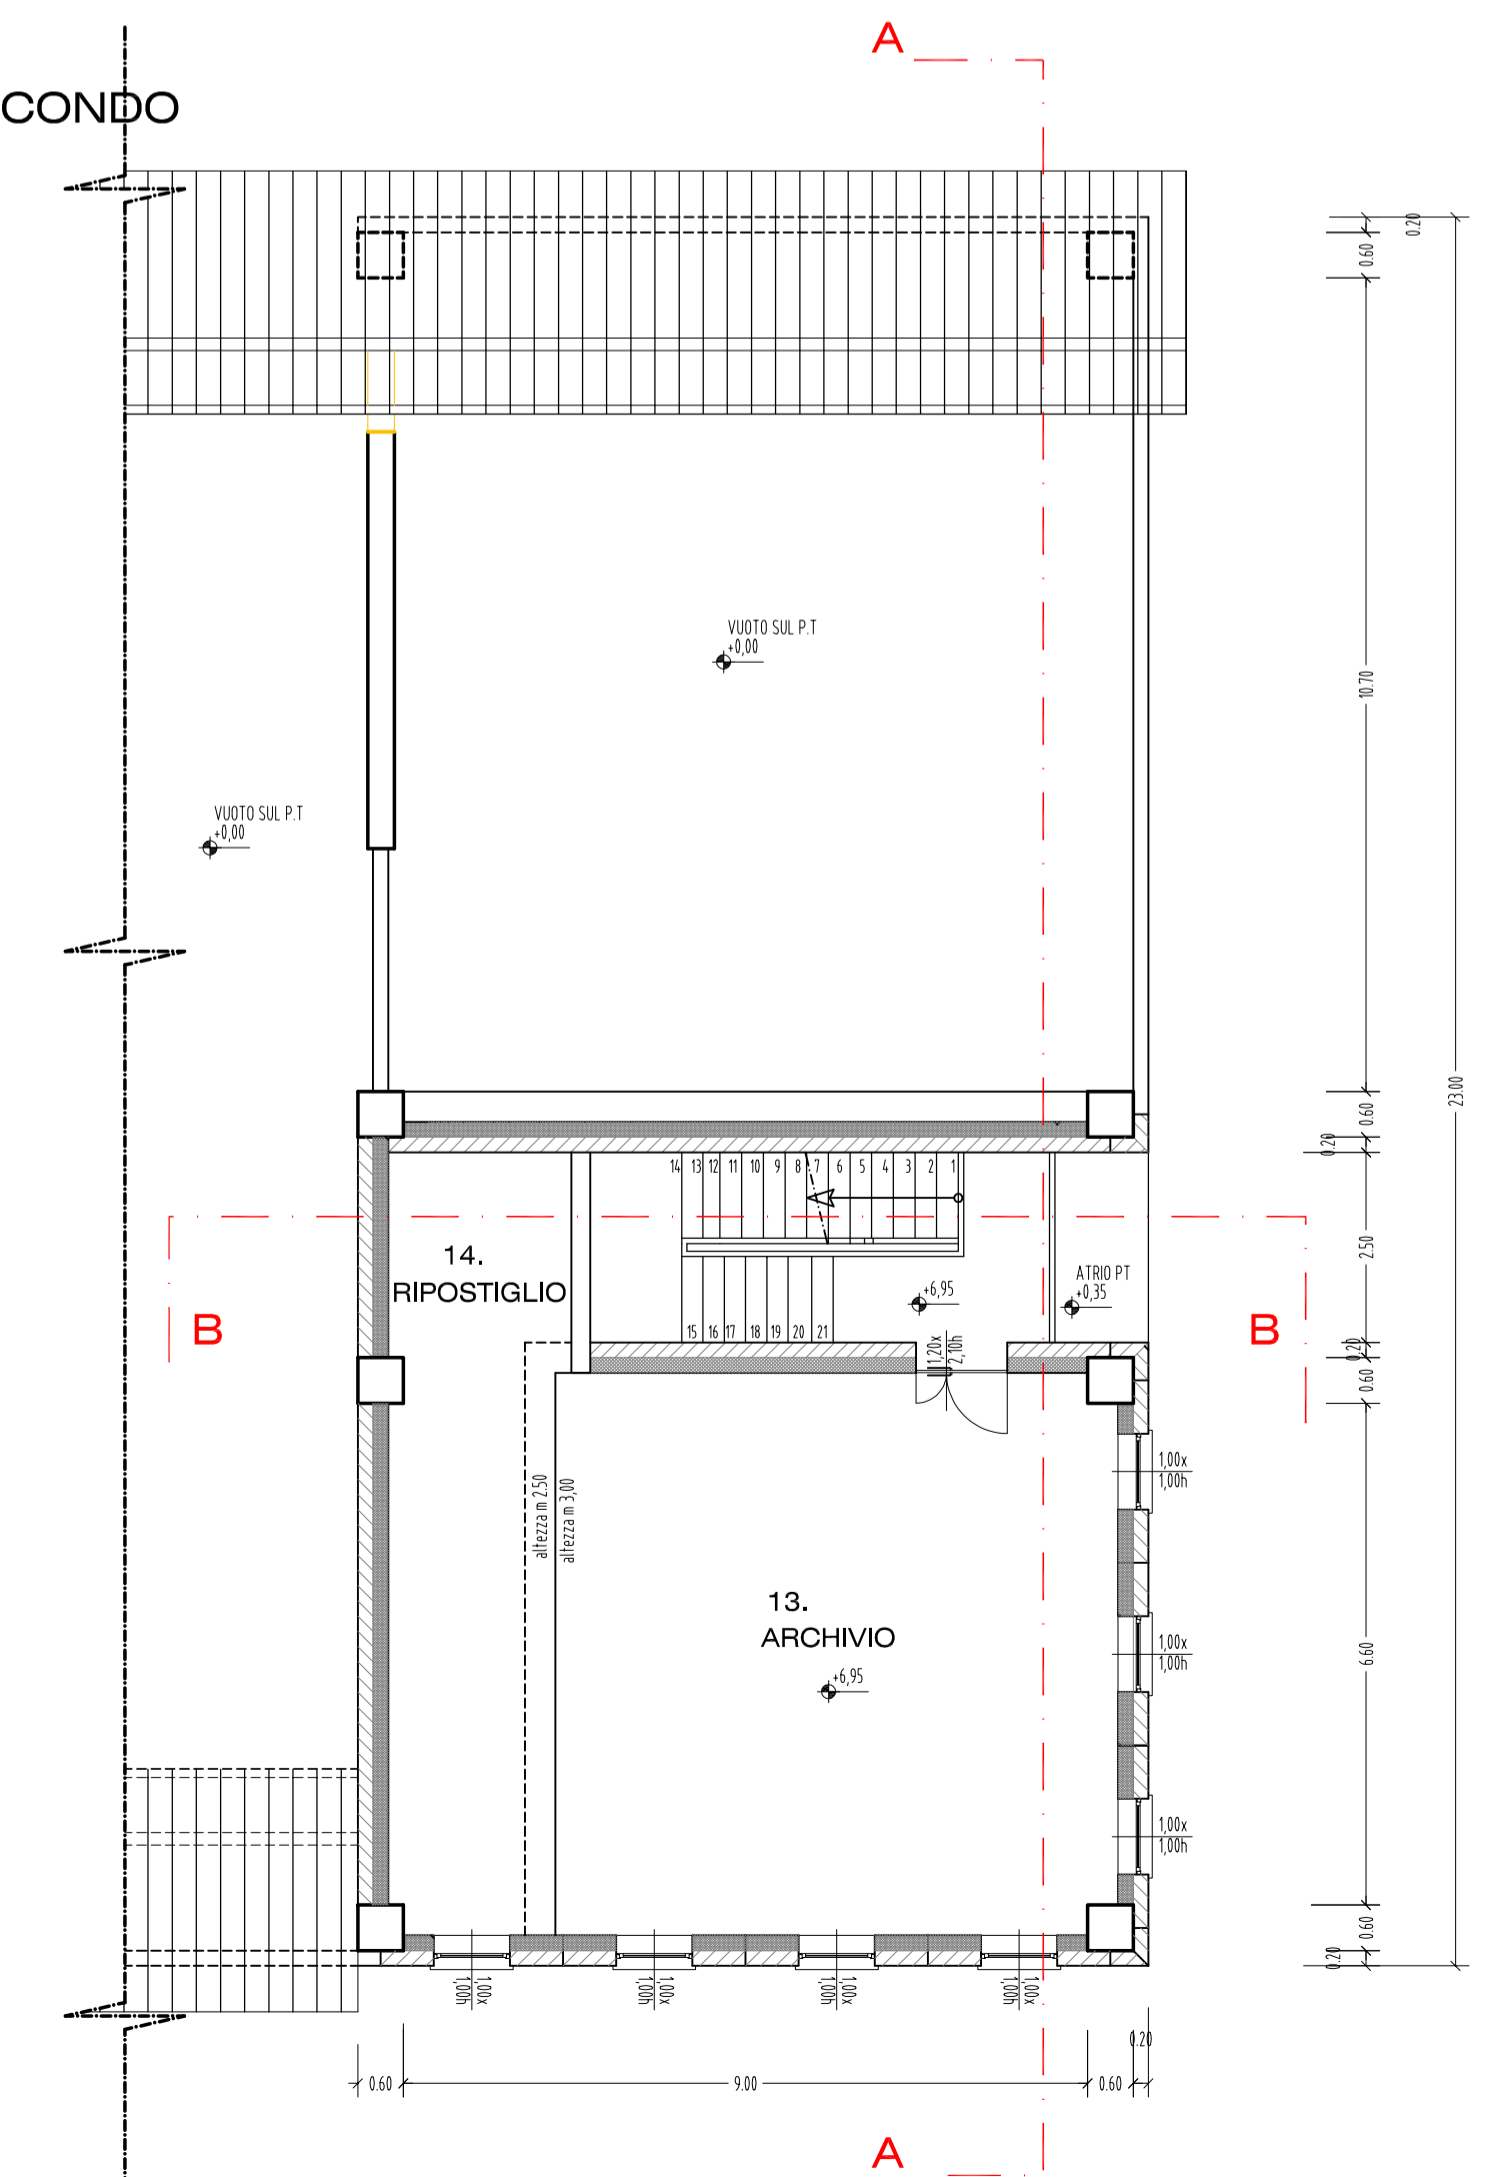 A
CONDO
0.20
0.60
VUOTO SUL P.T
+0,00
10.70
VUOTO SUL P.T
+0,00
23.00
0.60
0.20
14 13 12 11 10 9 8 7 6 5 4 3 2 1
14.
RIPOSTIGLIO
2.50
ATRIO PT
+0,35
+6,95
B
B
15 16 17 18 19 20 21
1,20x
2,10h
0.20
0.60
altezza m 2.50
altezza m 3,00
1,00x
1,00h
13.
ARCHIVIO
+6,95
1,00x
1,00h
6.60
1,00x
1,00h
0.60
0.20
1,00x
1,00h
1,00x
1,00h
1,00x
1,00h
1,00x
1,00h
0.20
0.60
9.00
0.60
A